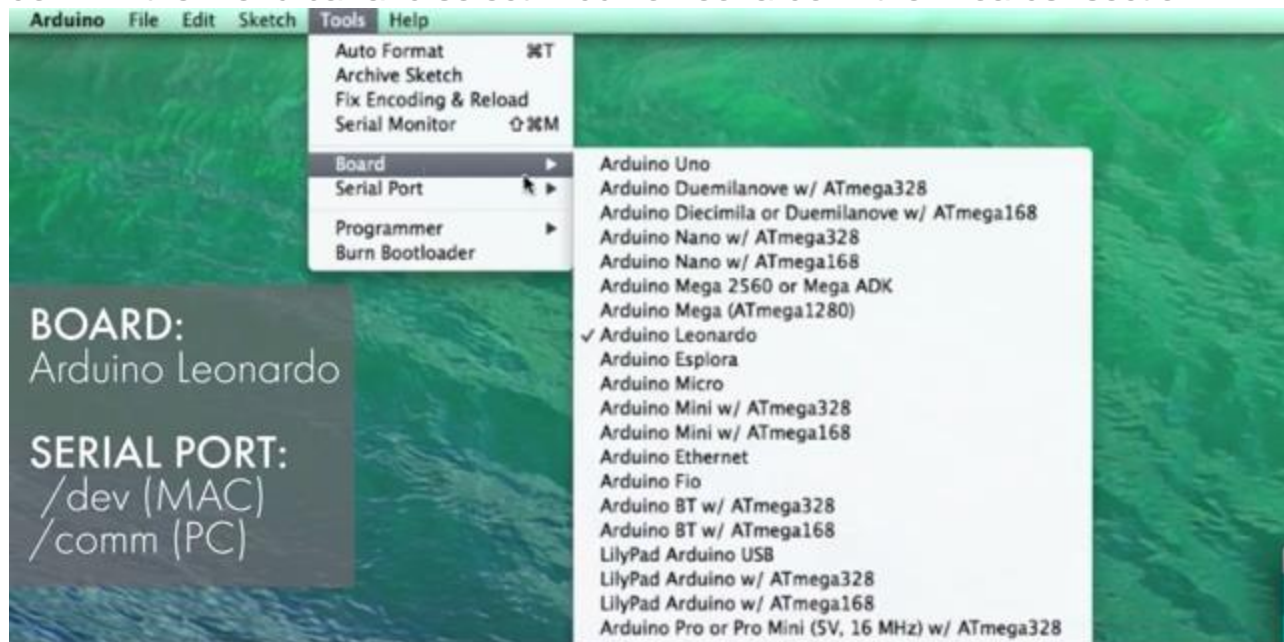 Arduino File Edit Sketch Tools Help
Auto Format ⌘T
Archive Sketch
Fix Encoding & Reload
Serial Monitor ⇧⌘M
Board ▶
Serial Port ▶
Programmer ▶
Burn Bootloader
Arduino Uno
Arduino Duemilanove w/ ATmega328
Arduino Diecimila or Duemilanove w/ ATmega168
Arduino Nano w/ ATmega328
Arduino Nano w/ ATmega168
Arduino Mega 2560 or Mega ADK
Arduino Mega (ATmega1280)
✓ Arduino Leonardo
Arduino Esplora
Arduino Micro
Arduino Mini w/ ATmega328
Arduino Mini w/ ATmega168
Arduino Ethernet
Arduino Fio
Arduino BT w/ ATmega328
Arduino BT w/ ATmega168
LilyPad Arduino USB
LilyPad Arduino w/ ATmega328
LilyPad Arduino w/ ATmega168
Arduino Pro or Pro Mini (5V, 16 MHz) w/ ATmega328
BOARD:
Arduino Leonardo
SERIAL PORT:
/dev (MAC)
/comm (PC)